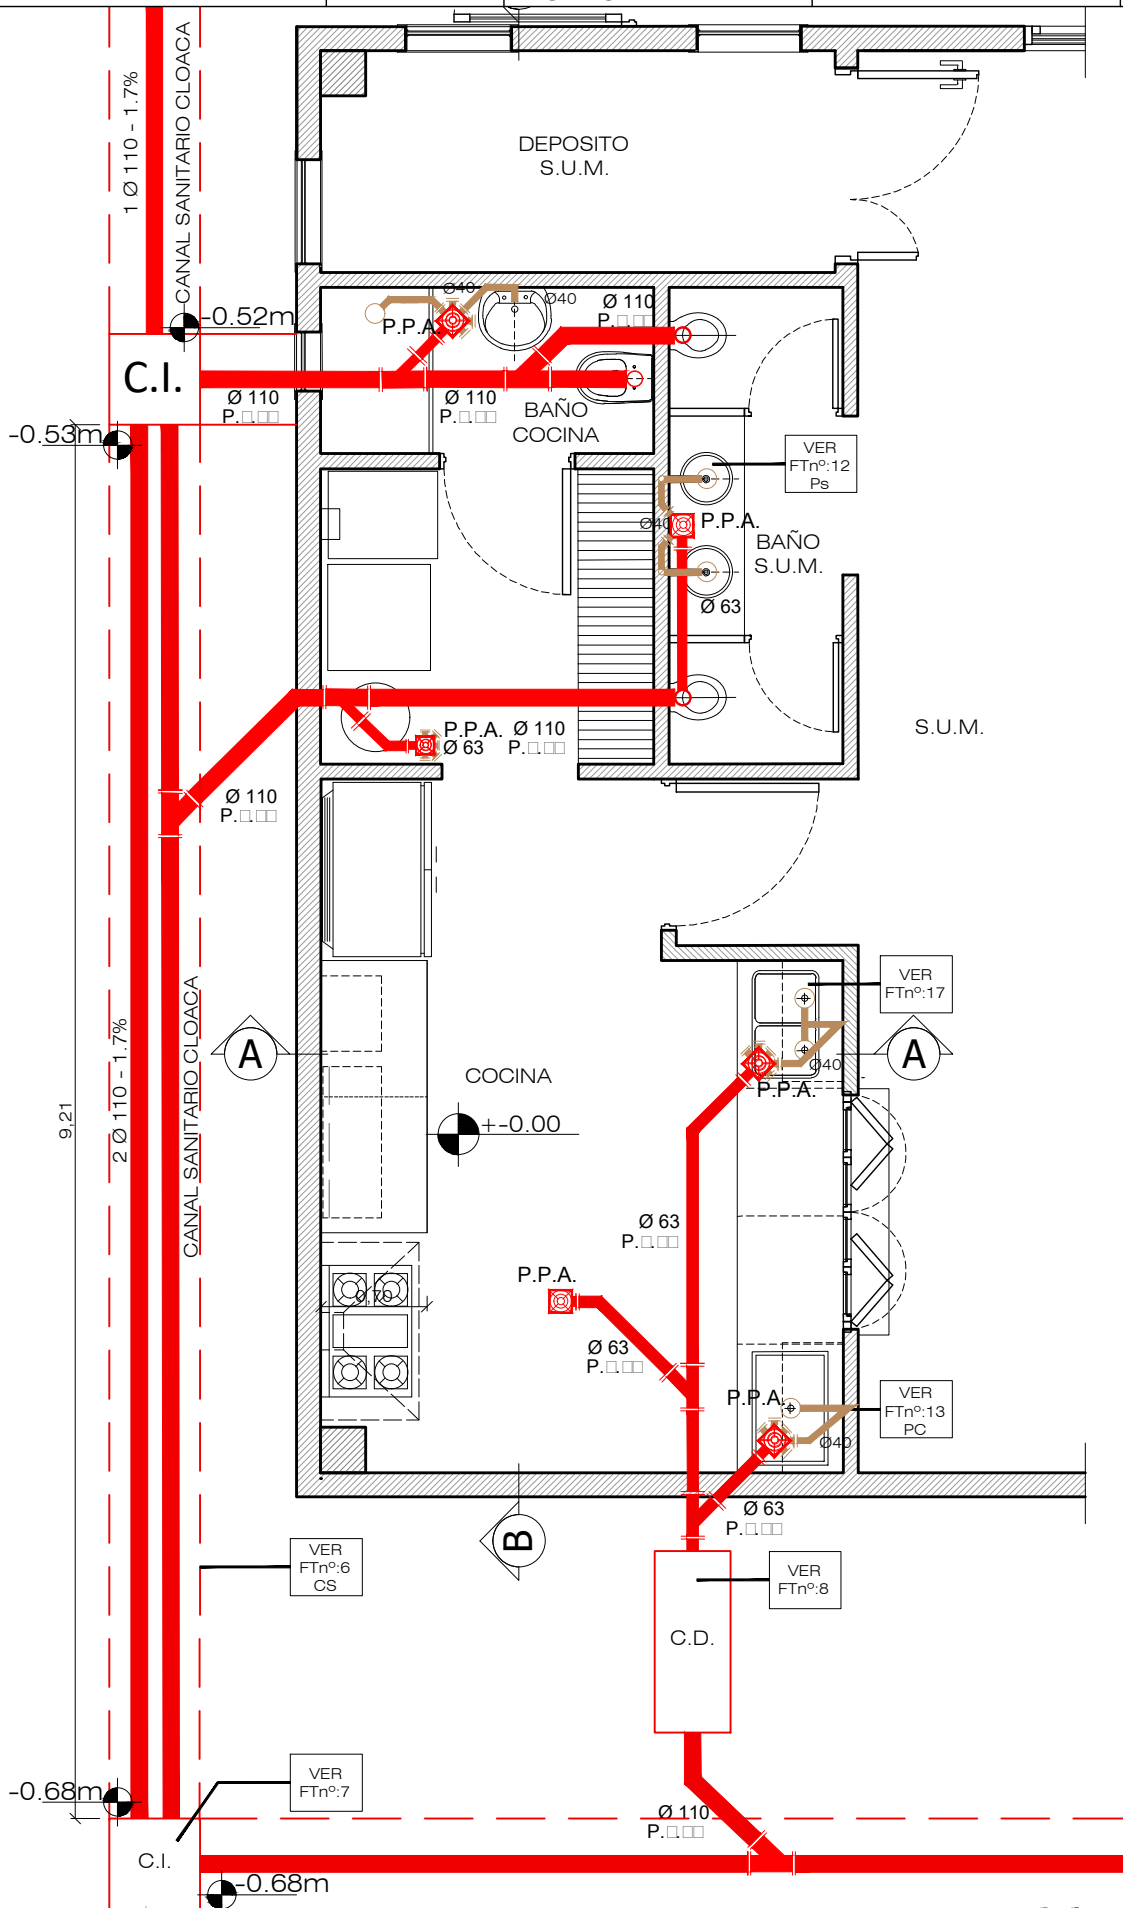 1 Ø 110 - 1.7%
CANAL SANITARIO CLOACA
DEPOSITO
S.U.M.
-0.52m
C.I.
-0.53m
Ø40
Ø40
P.P.A.
Ø 110
P.□.□□
Ø 110
P.□.□□
Ø 110
P.□.□□
BAÑO
COCINA
VER
FTnº:12
Ps
Ø40
P.P.A.
BAÑO
S.U.M.
Ø 63
S.U.M.
P.P.A.
Ø 63
Ø 110
P.□.□□
Ø 110
P.□.□□
VER
FTnº:17
A
A
COCINA
Ø40
P.P.A.
+-0.00
9,21
2 Ø 110 - 1.7%
CANAL SANITARIO CLOACA
Ø 63
P.□.□□
P.P.A.
0,70
Ø 63
P.□.□□
P.P.A.
VER
FTnº:13
PC
Ø40
Ø 63
P.□.□□
B
VER
FTnº:6
CS
VER
FTnº:8
C.D.
VER
FTnº:7
-0.68m
Ø 110
P.□.□□
C.I.
-0.68m